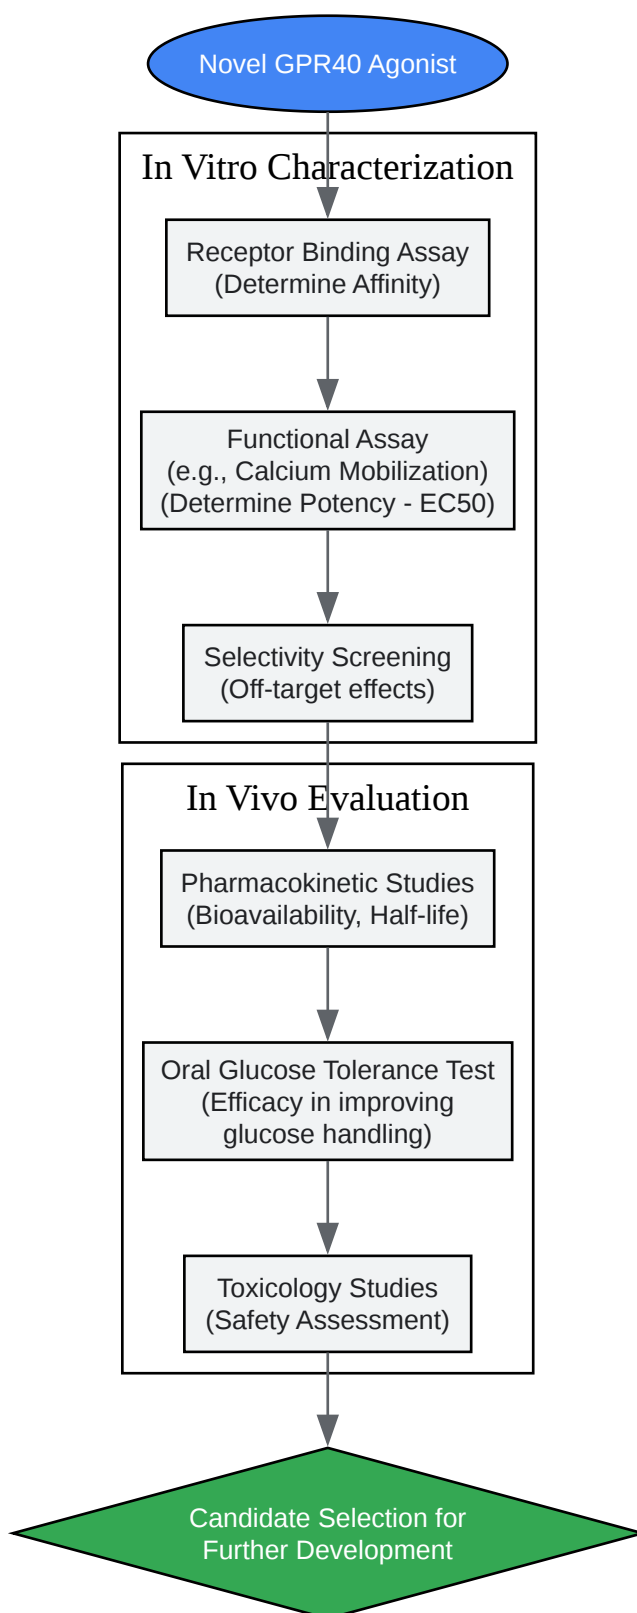 Novel GPR40 Agonist
In Vitro Characterization
Receptor Binding Assay
(Determine Affinity)
Functional Assay
(e.g., Calcium Mobilization)
(Determine Potency - EC50)
Selectivity Screening
(Off-target effects)
In Vivo Evaluation
Pharmacokinetic Studies
(Bioavailability, Half-life)
Oral Glucose Tolerance Test
(Efficacy in improving
glucose handling)
Toxicology Studies
(Safety Assessment)
Candidate Selection for
Further Development